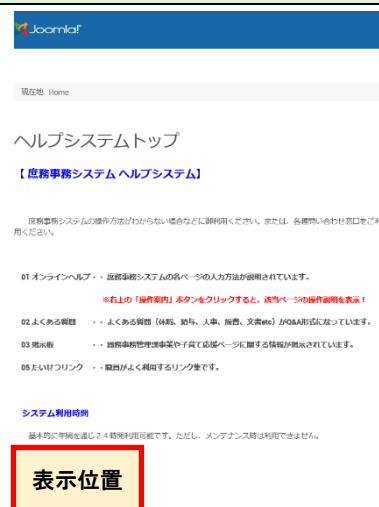 Joomla!
現在地: Home
ヘルプシステムトップ
【 庶務事務システム ヘルプシステム】
庶務事務システムの操作方法がわからない場合などに御利用ください。または、各種問い合わせ窓口をご利
用ください。
01 オンラインヘルプ・・ 庶務事務システムの各ページの入力方法が説明されています。
※右上の「操作案内」ボタンをクリックすると、該当ページの操作説明を表示！
02 よくある質問 ・・ よくある質問（休暇、給与、人事、旅費、文書etc）がQ&A形式になっています。
03 掲示板 ・・ 総務事務管理課事業や子育て応援ページに関する情報が掲示されています。
05 たいせつリンク ・・職員がよく利用するリンク集です。
システム利用時間
基本的に年間を通じ２４時間利用可能です。ただし、メンテナンス時は利用できません。
表示位置